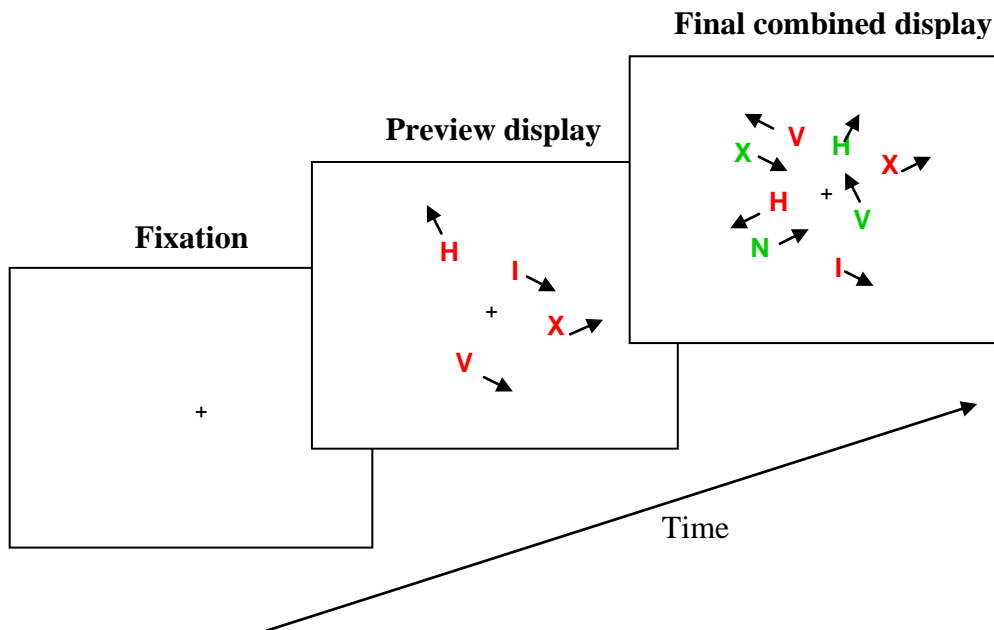 Final combined display
V
H
X
X
H
+
V
N
I
Preview display
H
I
+
X
V
Fixation
+
Time